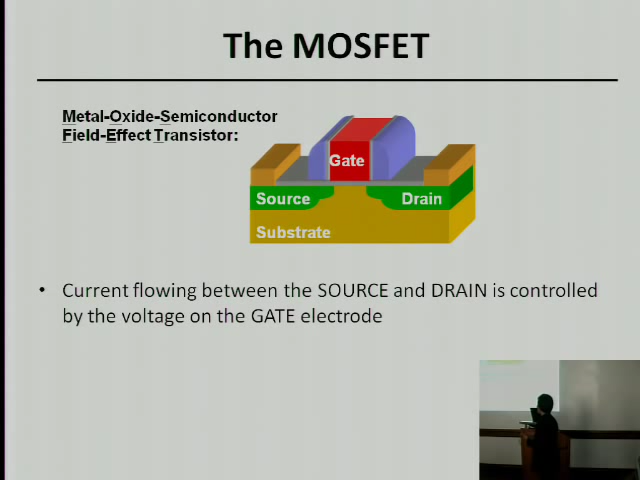 The MOSFET
Metal-Oxide-Semiconductor
Field-Effect Transistor:
Gate
Source
Drain
Substrate
• Current flowing between the SOURCE and DRAIN is controlled
by the voltage on the GATE electrode